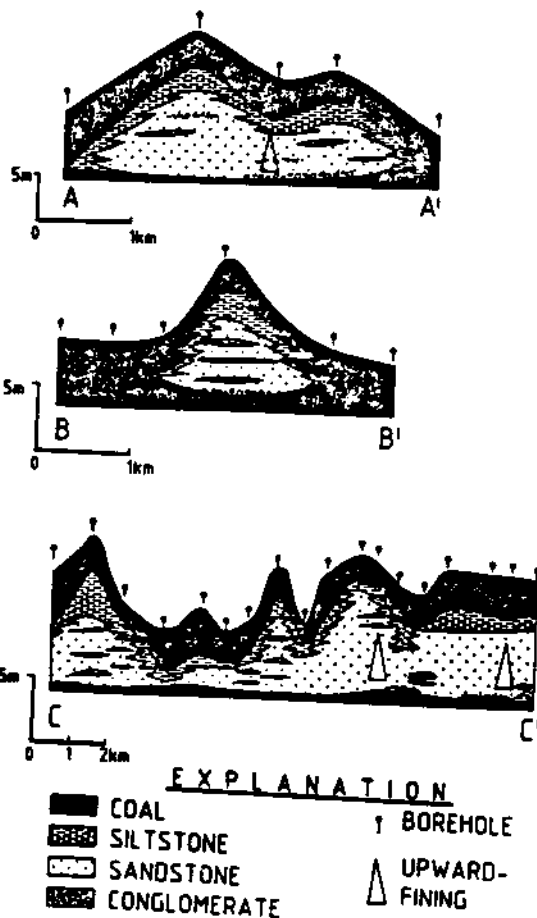 5m
A A'
0 1km
5m
B B'
0 1km
5m
C C'
0 1 2km
EXPLANATION
COAL
SILTSTONE
SANDSTONE
CONGLOMERATE
BOREHOLE
UPWARD-
FINING